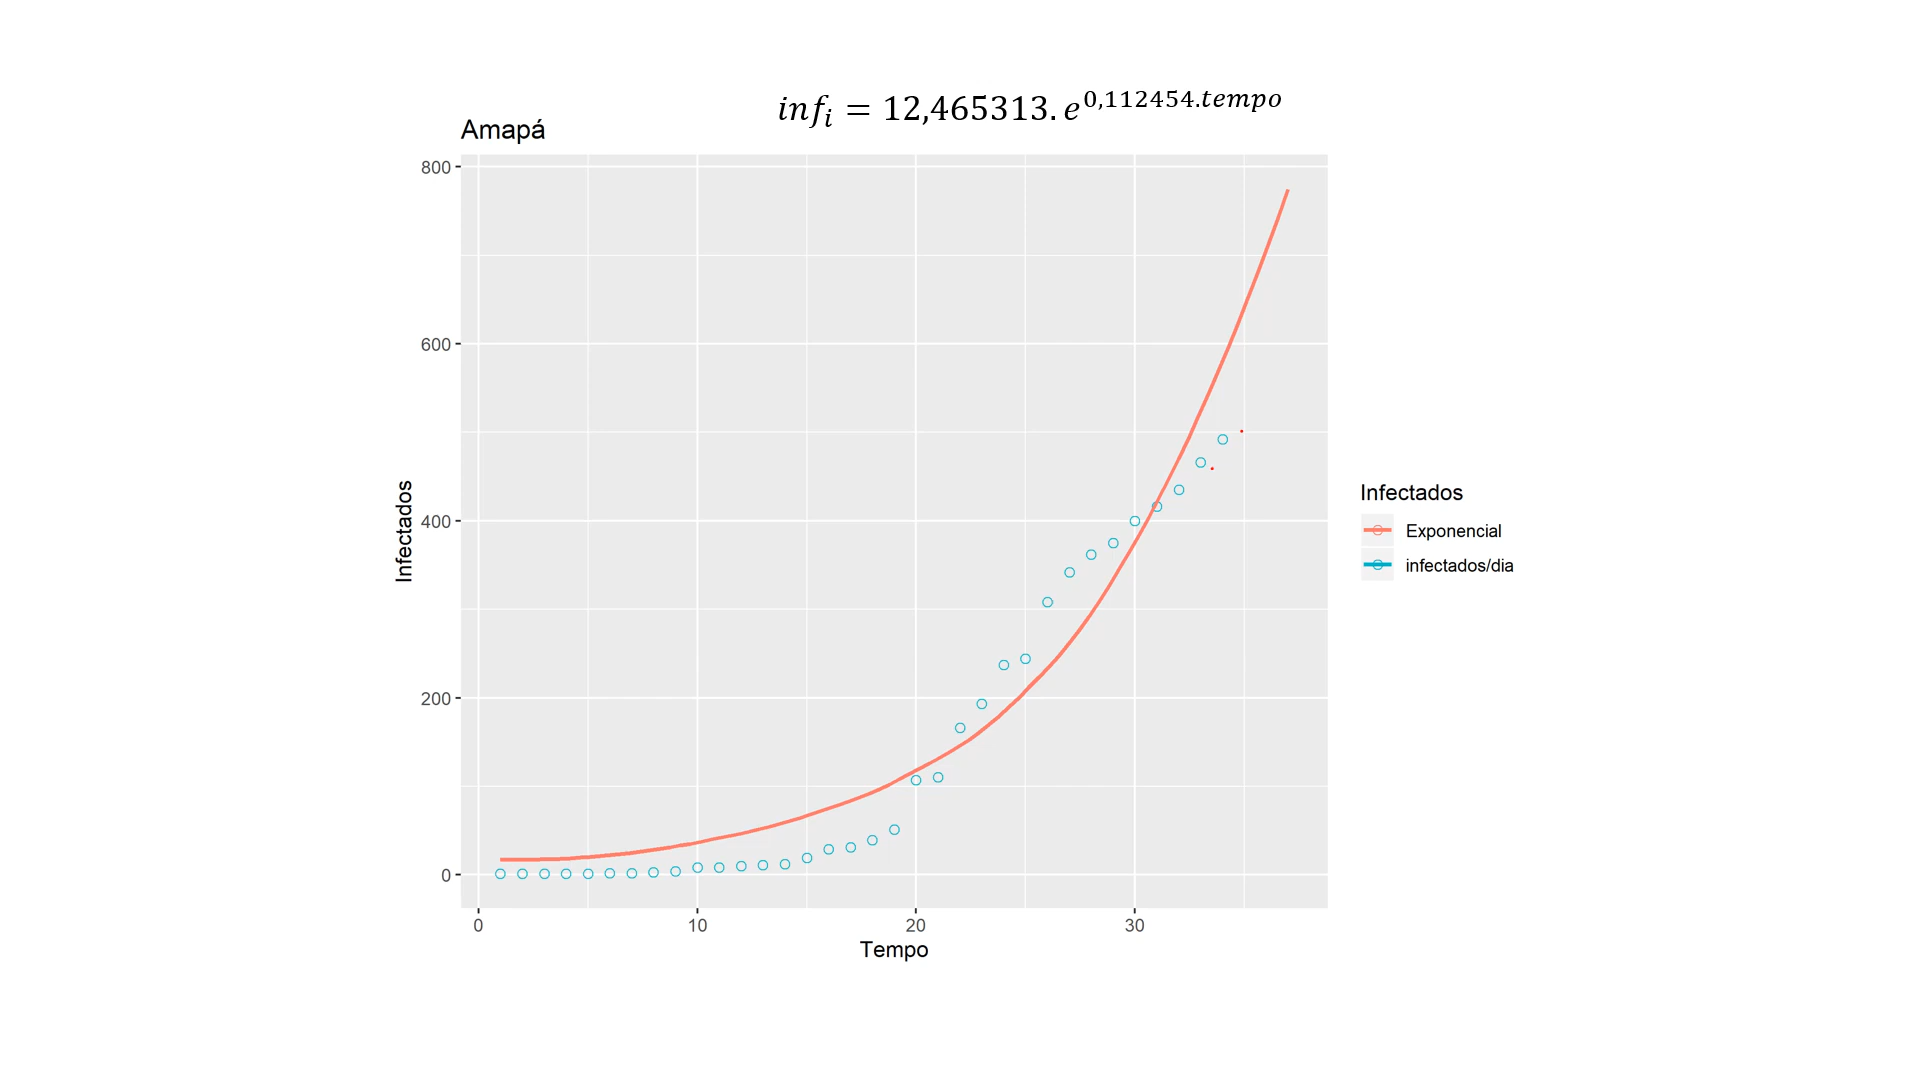 inf_i = 12,465313. e^{0,112454.tempo}
Amapá
800
600
400
200
0
Infectados
0 10 20 30
Tempo
Infectados
Exponencial
infectados/dia